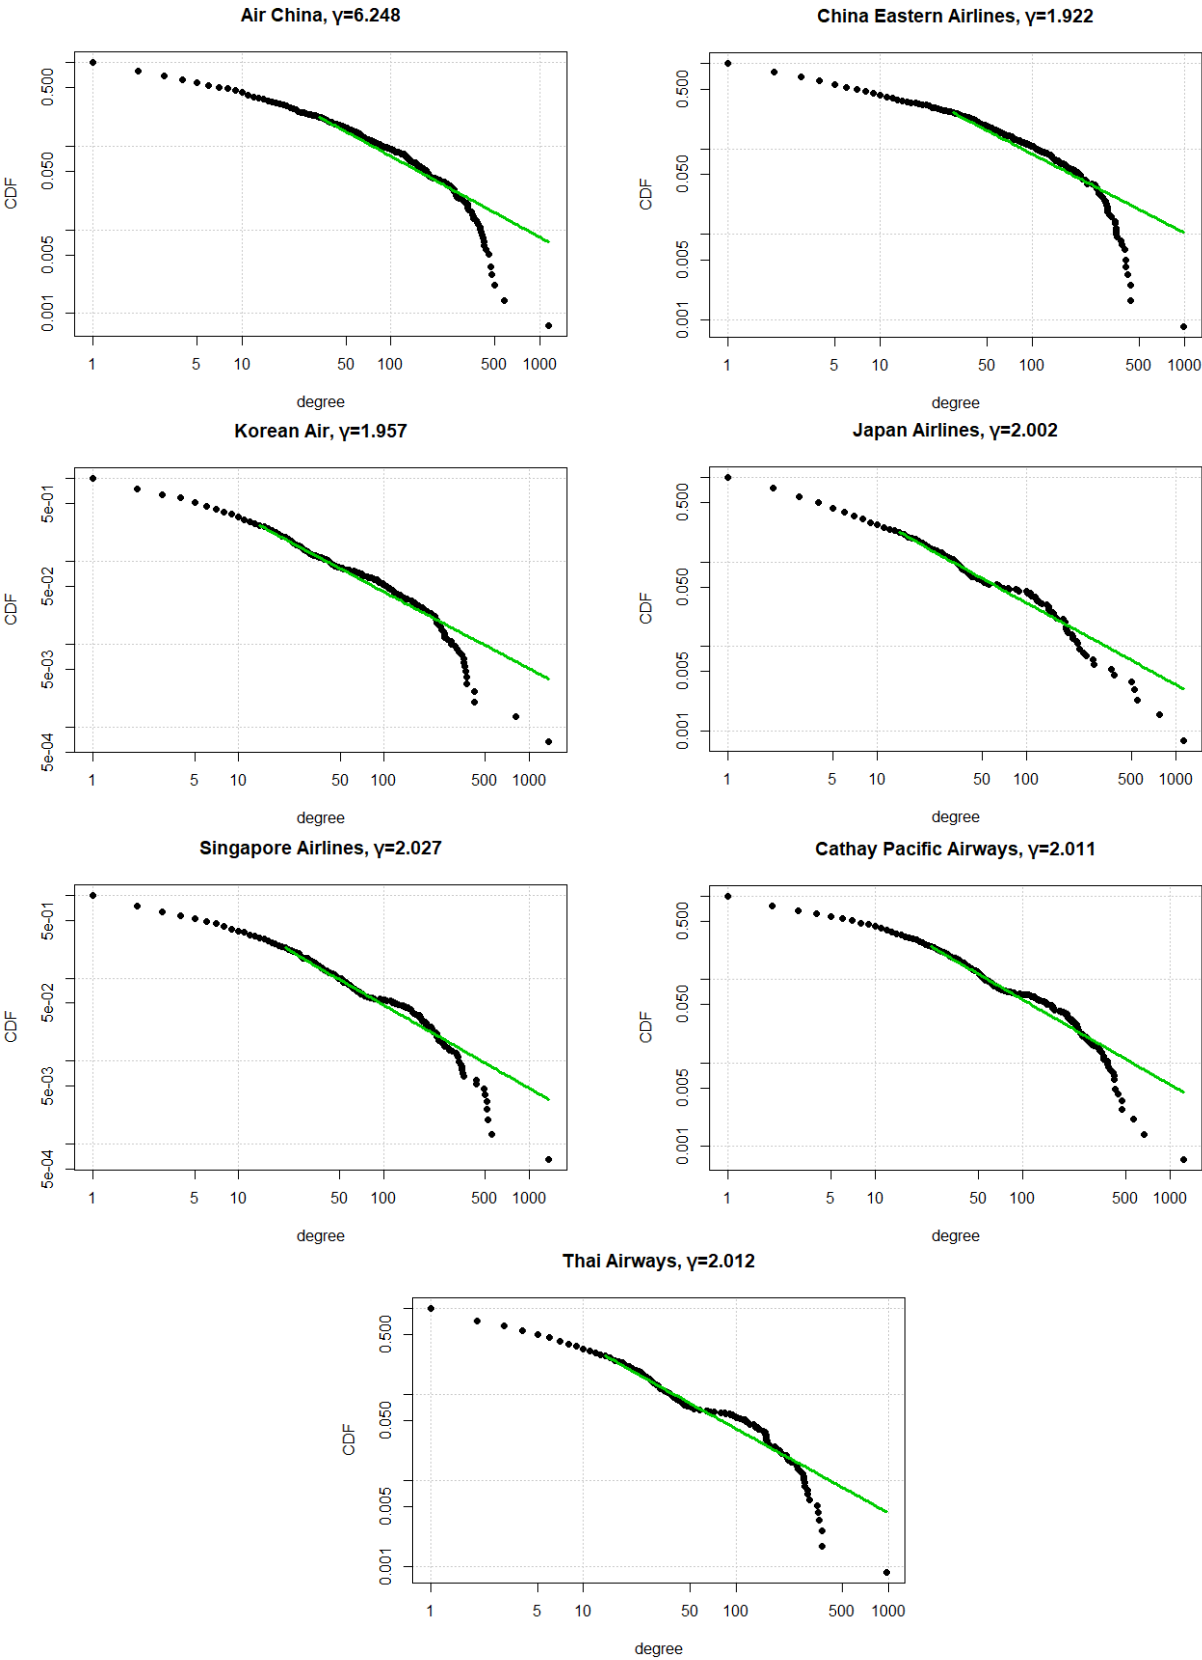 Air China, γ=6.248
CDF
0.500
0.050
0.005
0.001
1 5 10 50 100 500 1000
degree
China Eastern Airlines, γ=1.922
CDF
0.500
0.050
0.005
0.001
1 5 10 50 100 500 1000
degree
Korean Air, γ=1.957
CDF
5e-01
5e-02
5e-03
5e-04
1 5 10 50 100 500 1000
degree
Japan Airlines, γ=2.002
CDF
0.500
0.050
0.005
0.001
1 5 10 50 100 500 1000
degree
Singapore Airlines, γ=2.027
CDF
5e-01
5e-02
5e-03
5e-04
1 5 10 50 100 500 1000
degree
Cathay Pacific Airways, γ=2.011
CDF
0.500
0.050
0.005
0.001
1 5 10 50 100 500 1000
degree
Thai Airways, γ=2.012
CDF
0.500
0.050
0.005
0.001
1 5 10 50 100 500 1000
degree